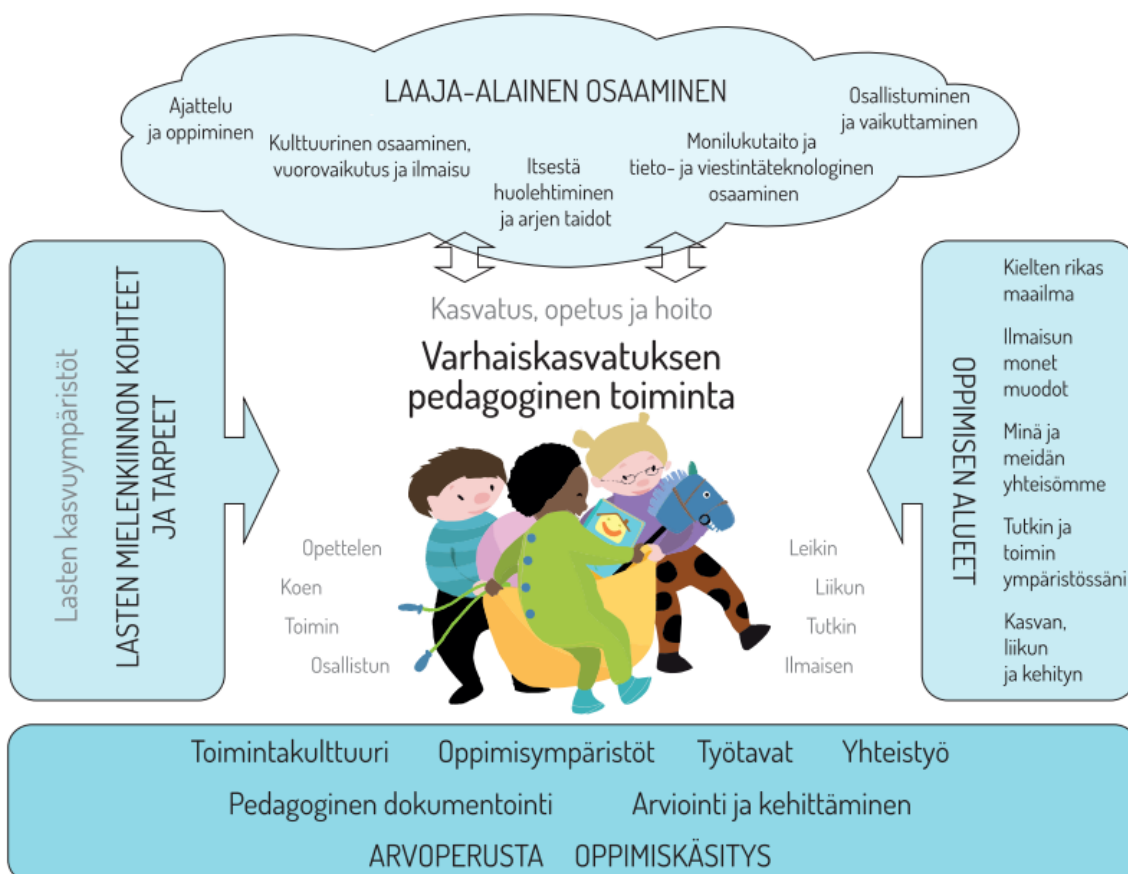 LAAJA-ALAINEN OSAAMINEN
Ajattelu
ja oppiminen
Kulttuurinen osaaminen,
vuorovaikutus ja ilmaisu
Itsestä
huolehtiminen
ja arjen taidot
Monilukutaito ja
tieto- ja viestintäteknologinen
osaaminen
Osallistuminen
ja vaikuttaminen
Lasten kasvuympäristöt
LASTEN MIELENKIINNON KOHTEET
JA TARPEET
Kasvatus, opetus ja hoito
Varhaiskasvatuksen
pedagoginen toiminta
Opettelen
Koen
Toimin
Osallistun
Leikin
Liikun
Tutkin
Ilmaisen
OPPIMISEN ALUEET
Kielten rikas
maailma
Ilmaisun
monet
muodot
Minä ja
meidän
yhteisömme
Tutkin ja
toimin
ympäristössäni
Kasvan,
liikun
ja kehityn
Toimintakulttuuri Oppimisympäristöt Työtavat Yhteistyö
Pedagoginen dokumentointi Arviointi ja kehittäminen
ARVOPERUSTA OPPIMISKÄSITYS